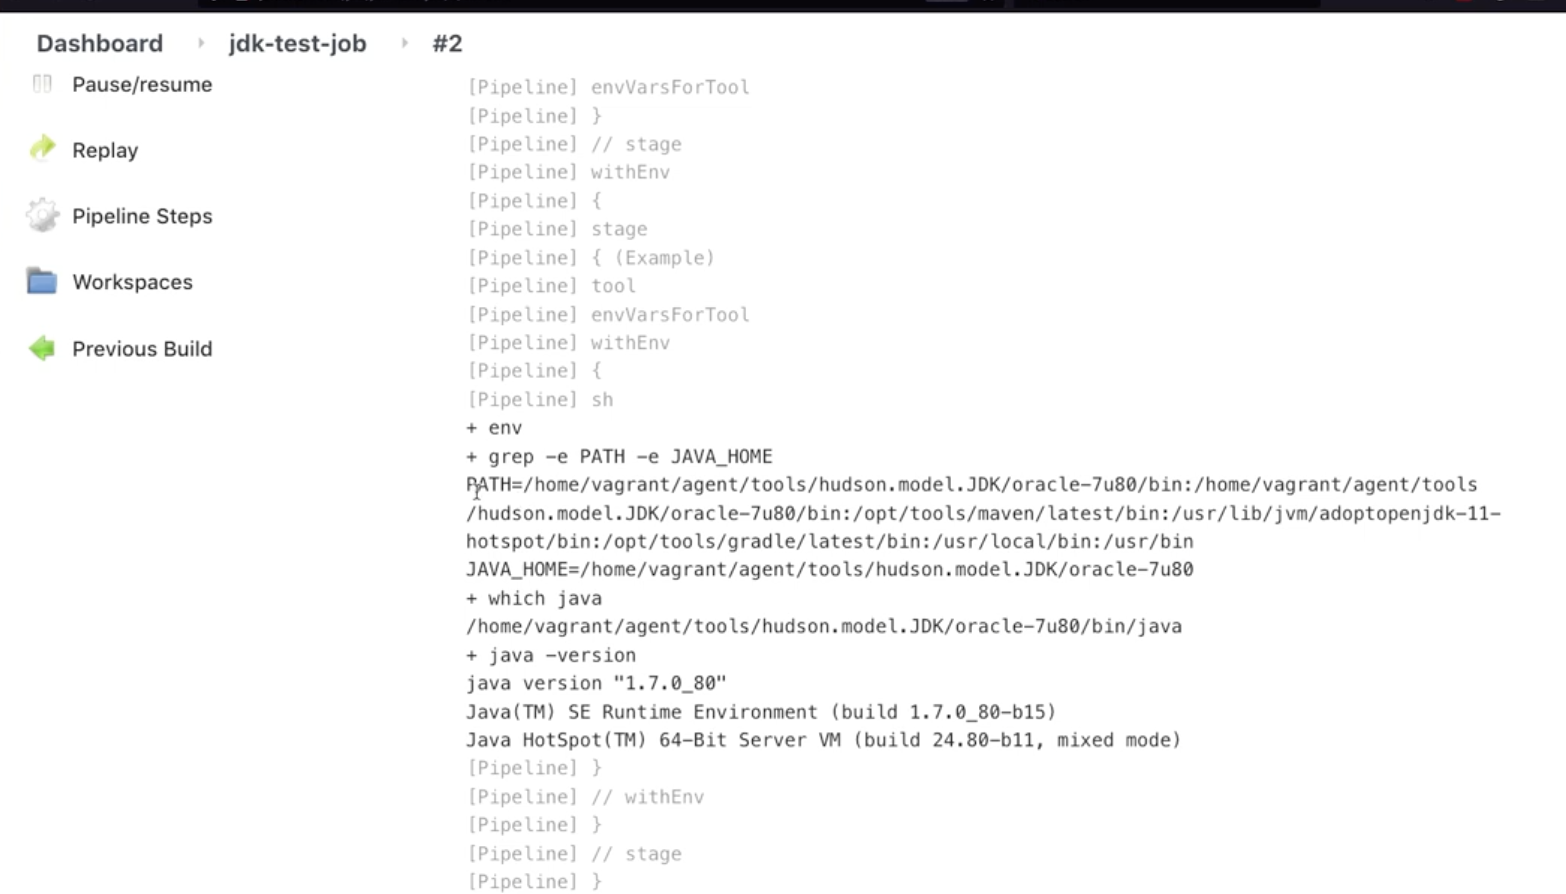 Dashboard > jdk-test-job > #2
Pause/resume
Replay
Pipeline Steps
Workspaces
Previous Build
[Pipeline] envVarsForTool
[Pipeline] }
[Pipeline] // stage
[Pipeline] withEnv
[Pipeline] {
[Pipeline] stage
[Pipeline] { (Example)
[Pipeline] tool
[Pipeline] envVarsForTool
[Pipeline] withEnv
[Pipeline] {
[Pipeline] sh
+ env
+ grep -e PATH -e JAVA_HOME
PATH=/home/vagrant/agent/tools/hudson.model.JDK/oracle-7u80/bin:/home/vagrant/agent/tools
/hudson.model.JDK/oracle-7u80/bin:/opt/tools/maven/latest/bin:/usr/lib/jvm/adoptopenjdk-11-
hotspot/bin:/opt/tools/gradle/latest/bin:/usr/local/bin:/usr/bin
JAVA_HOME=/home/vagrant/agent/tools/hudson.model.JDK/oracle-7u80
+ which java
/home/vagrant/agent/tools/hudson.model.JDK/oracle-7u80/bin/java
+ java -version
java version "1.7.0_80"
Java(TM) SE Runtime Environment (build 1.7.0_80-b15)
Java HotSpot(TM) 64-Bit Server VM (build 24.80-b11, mixed mode)
[Pipeline] }
[Pipeline] // withEnv
[Pipeline] }
[Pipeline] // stage
[Pipeline] }